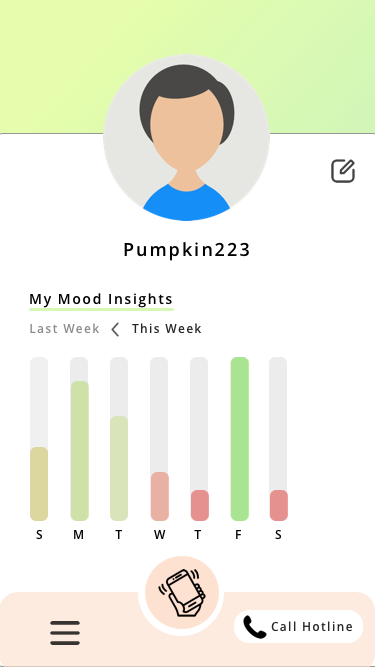 Pumpkin223
My Mood Insights
Last Week This Week
S M T W T F S
Call Hotline